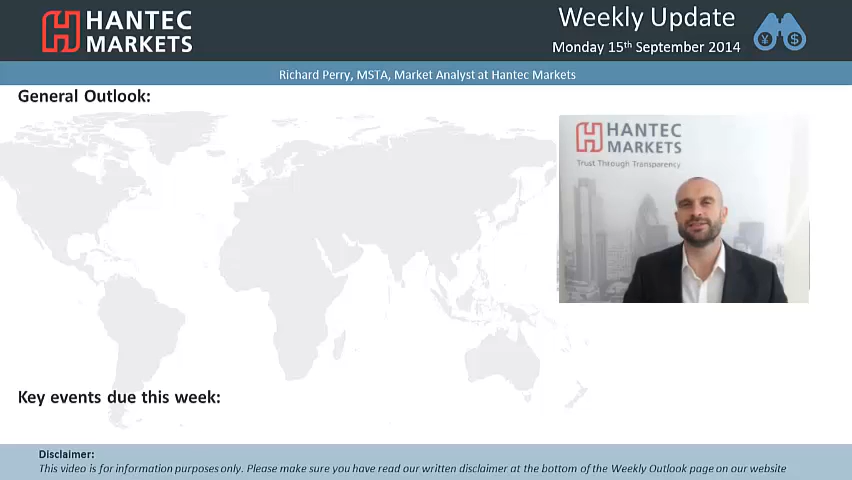 HANTEC
MARKETS
Weekly Update
Monday 15th September 2014
¥ $
Richard Perry, MSTA, Market Analyst at Hantec Markets
General Outlook:
HANTEC
MARKETS
Trust Through Transparency
Key events due this week:
Disclaimer:
This video is for information purposes only. Please make sure you have read our written disclaimer at the bottom of the Weekly Outlook page on our website